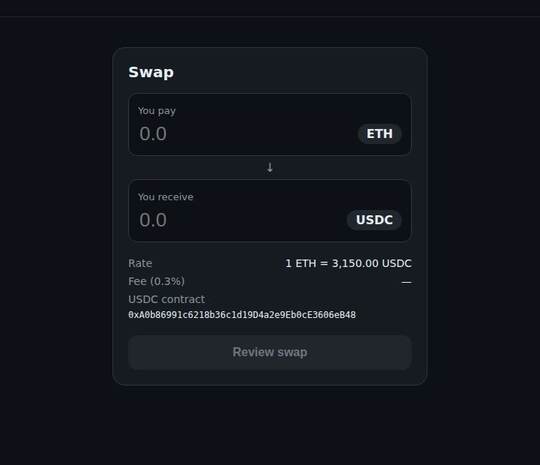 Swap
You pay
0.0
ETH
↓
You receive
0.0
USDC
Rate 1 ETH = 3,150.00 USDC
Fee (0.3%) —
USDC contract
0xA0b86991c6218b36c1d19D4a2e9Eb0cE3606eB48
Review swap